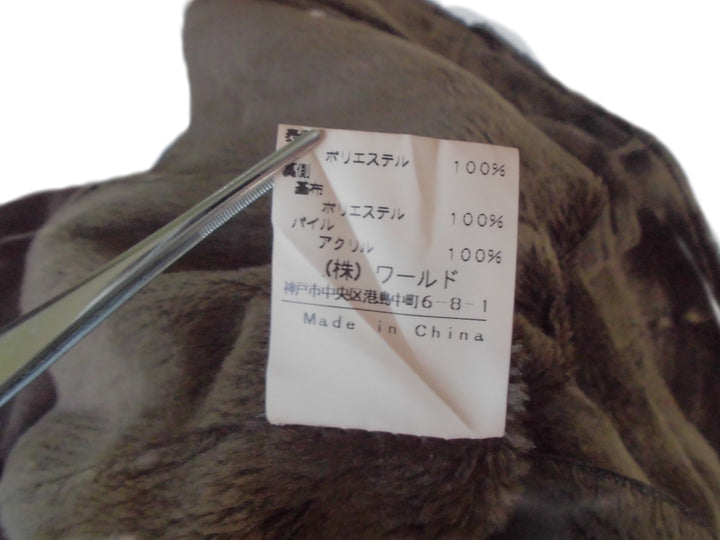 表側
ポリエステル 100%
裏側
基布
ポリエステル 100%
パイル
アクリル 100%
(株) ワールド
神戸市中央区港島中町6-8-1
Made in China